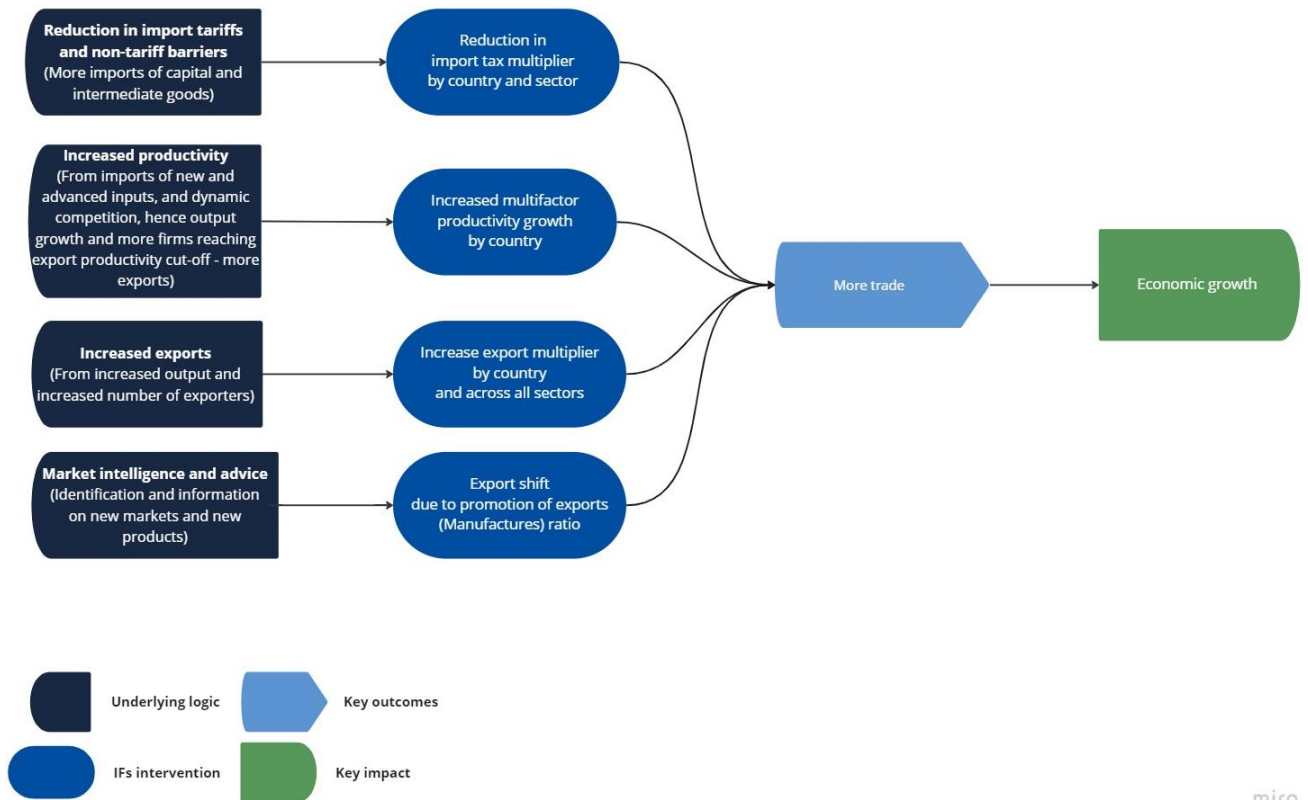 Reduction in import tariffs
and non-tariff barriers
(More imports of capital and
intermediate goods)
Reduction in
import tax multiplier
by country and sector
Increased productivity
(From imports of new and
advanced inputs, and dynamic
competition, hence output
growth and more firms reaching
export productivity cut-off - more
exports)
Increased multifactor
productivity growth
by country
Increased exports
(From increased output and
increased number of exporters)
Increase export multiplier
by country
and across all sectors
Market intelligence and advice
(Identification and information
on new markets and new
products)
Export shift
due to promotion of exports
(Manufactures) ratio
More trade
Economic growth
Underlying logic
Key outcomes
IFs intervention
Key impact
miro